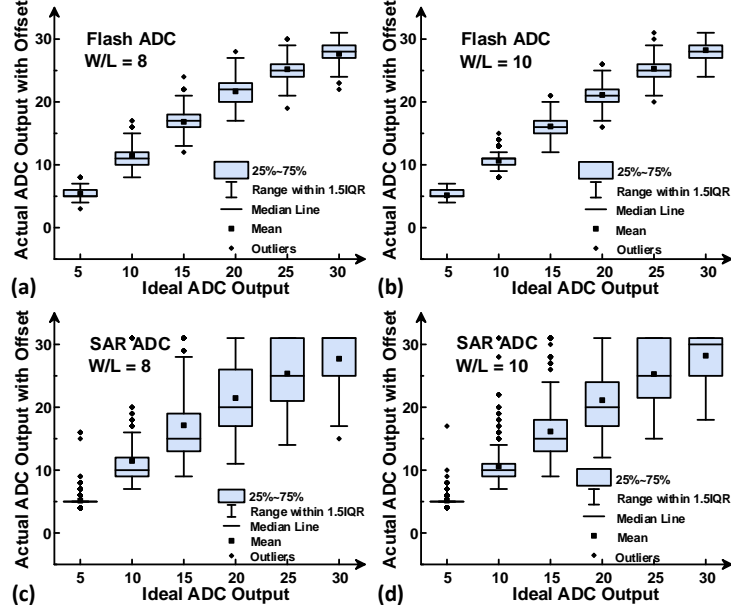 Actual ADC Output with Offset
30
20
10
0
Flash ADC
W/L = 8
25%~75%
Range within 1.5IQR
Median Line
Mean
Outliers
5 10 15 20 25 30
Ideal ADC Output
(a)
Actual ADC Output with Offset
30
20
10
0
Flash ADC
W/L = 10
25%~75%
Range within 1.5IQR
Median Line
Mean
Outliers
5 10 15 20 25 30
Ideal ADC Output
(b)
Actual ADC Output with Offset
30
20
10
0
SAR ADC
W/L = 8
25%~75%
Range within 1.5IQR
Median Line
Mean
Outliers
5 10 15 20 25 30
Ideal ADC Output
(c)
Acutal ADC Output with Offset
30
20
10
0
SAR ADC
W/L = 10
25%~75%
Range within 1.5IQR
Median Line
Mean
Outliers
5 10 15 20 25 30
Ideal ADC Output
(d)